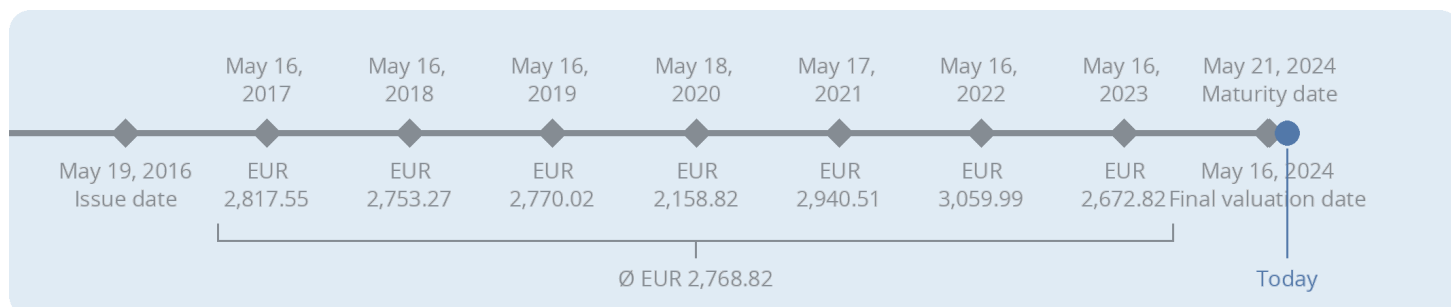 May 16,
2017
May 16,
2018
May 16,
2019
May 18,
2020
May 17,
2021
May 16,
2022
May 16,
2023
May 21, 2024
Maturity date
May 19, 2016
Issue date
EUR
2,817.55
EUR
2,753.27
EUR
2,770.02
EUR
2,158.82
EUR
2,940.51
EUR
3,059.99
EUR
2,672.82
May 16, 2024
Final valuation date
Ø EUR 2,768.82
Today